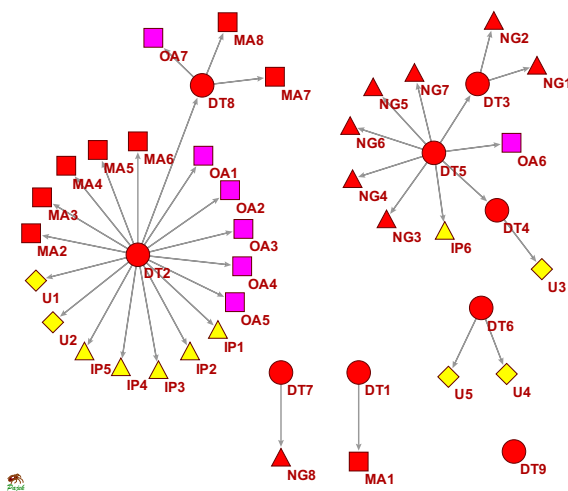 NG2
MA8
OA7
NG1
NG7
DT3
MA7
DT8
NG5
NG6
MA6
MA5
OA1
OA6
DT5
MA4
NG4
OA2
MA3
DT4
NG3
IP6
OA3
MA2
DT2
OA4
U3
U1
OA5
U2
IP1
DT6
IP2
IP5
IP4
IP3
DT7
DT1
U5
U4
NG8
MA1
DT9
Pajek